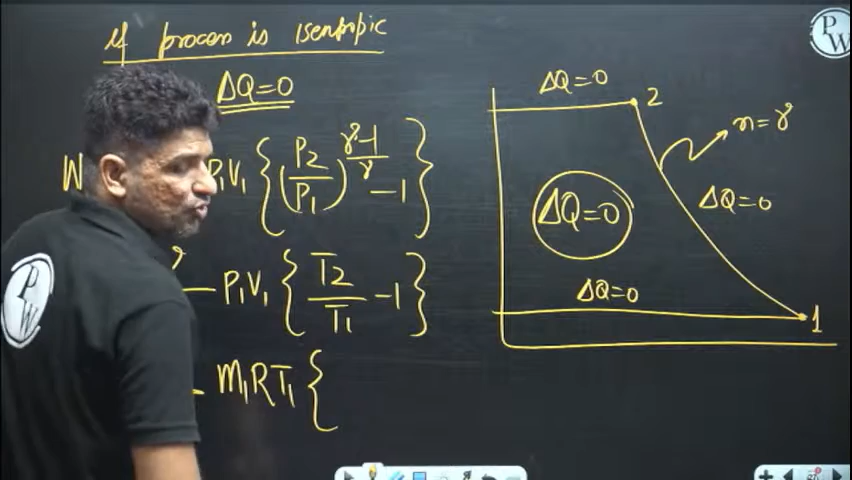 if process is isentropic
ΔQ=0
W P₁V₁ { (P₂/P₁)^((γ-1)/γ) -1 }
P₁V₁ { T₂/T₁ -1 }
m₁RT₁ {
ΔQ=0
2
n=γ
ΔQ=0
ΔQ=0
ΔQ=0
1
PW
PW